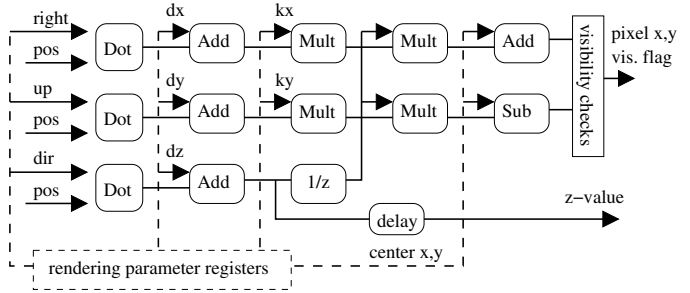 right
dx
kx
pos
Dot
Add
Mult
Mult
Add
visibility checks
pixel x,y
vis. flag
up
dy
ky
pos
Dot
Add
Mult
Mult
Sub
dir
dz
pos
Dot
Add
1/z
z-value
delay
center x,y
rendering parameter registers